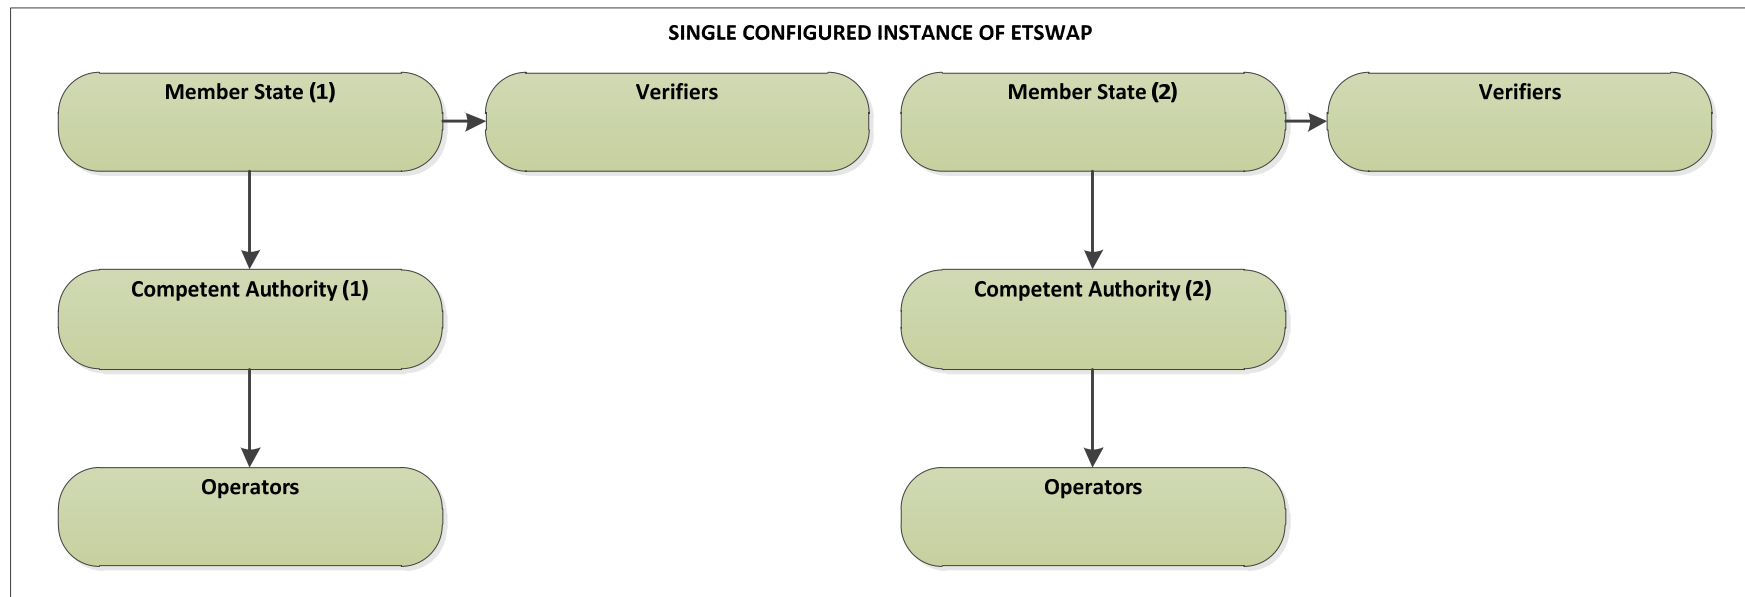 SINGLE CONFIGURED INSTANCE OF ETSWAP
Member State (1)
Verifiers
Member State (2)
Verifiers
Competent Authority (1)
Competent Authority (2)
Operators
Operators